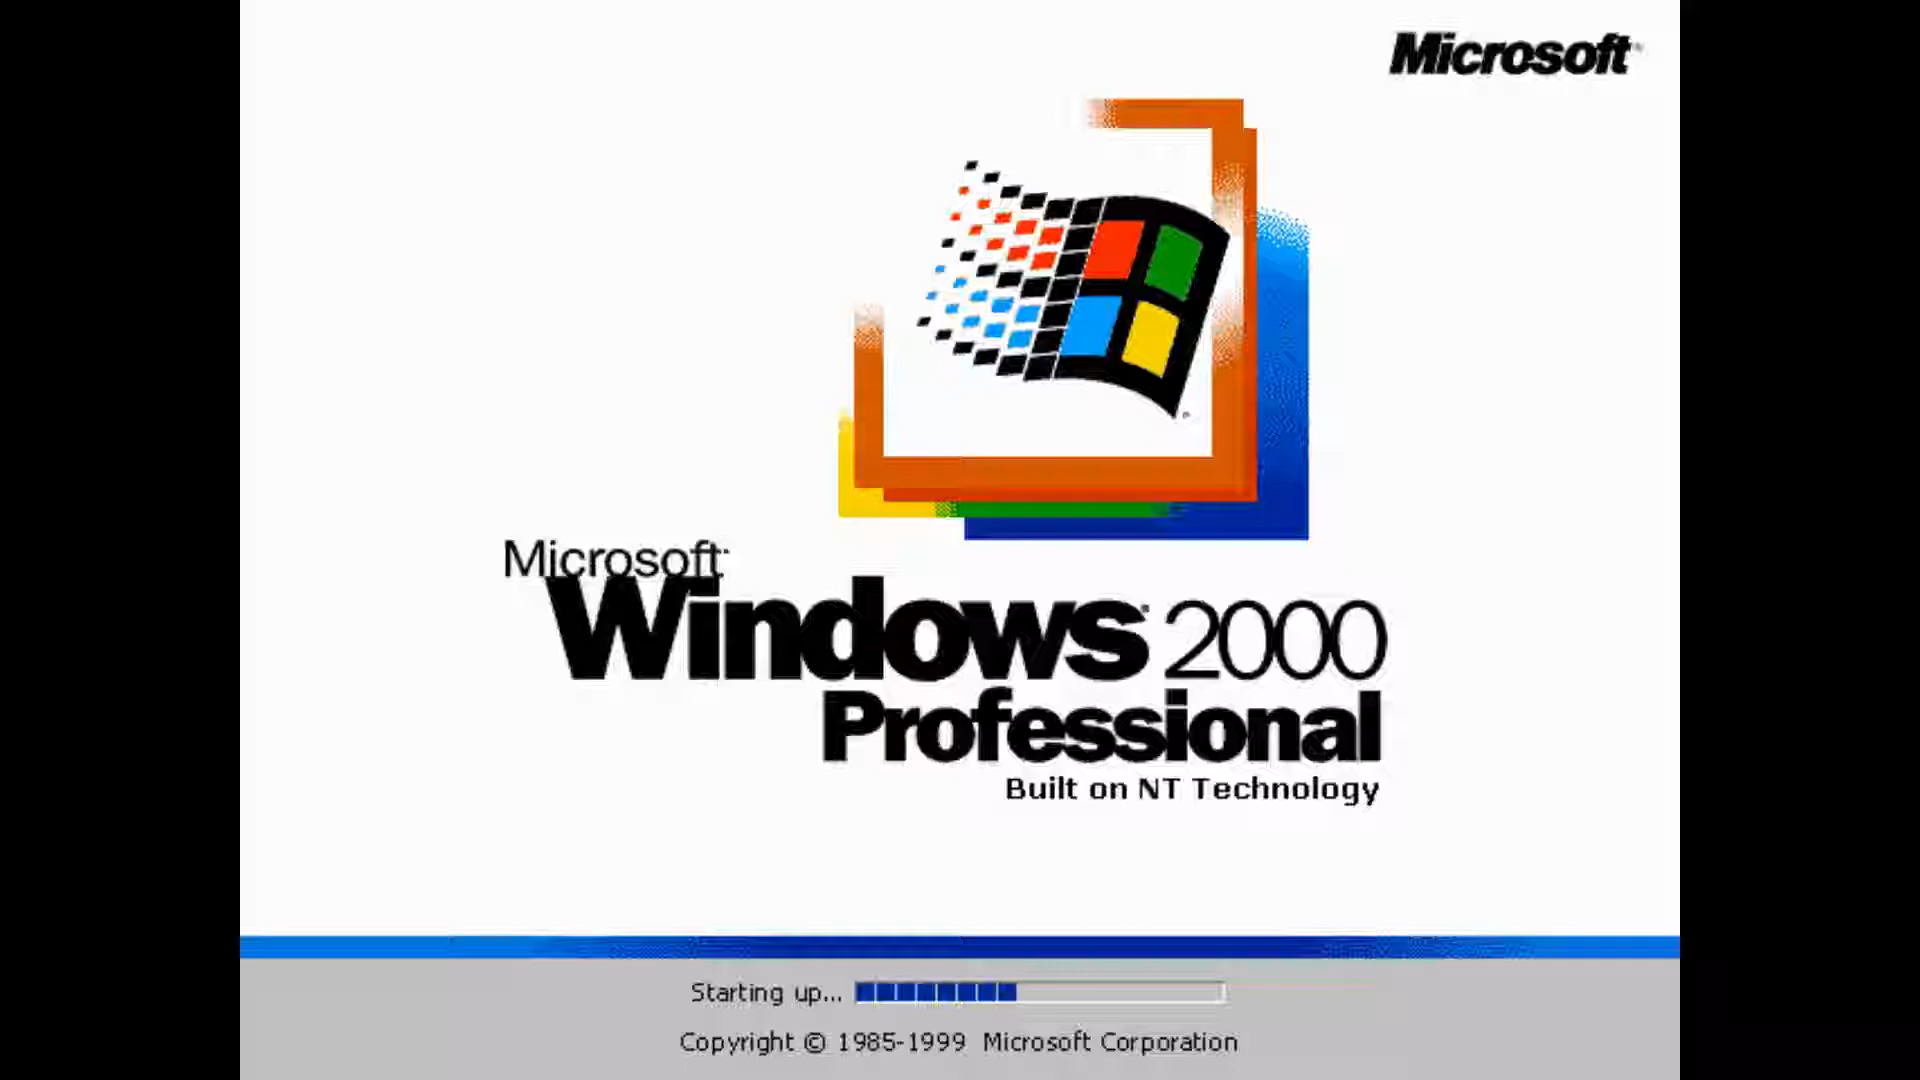 Microsoft
Microsoft
Windows 2000
Professional
Built on NT Technology
Starting up...
Copyright © 1985-1999 Microsoft Corporation